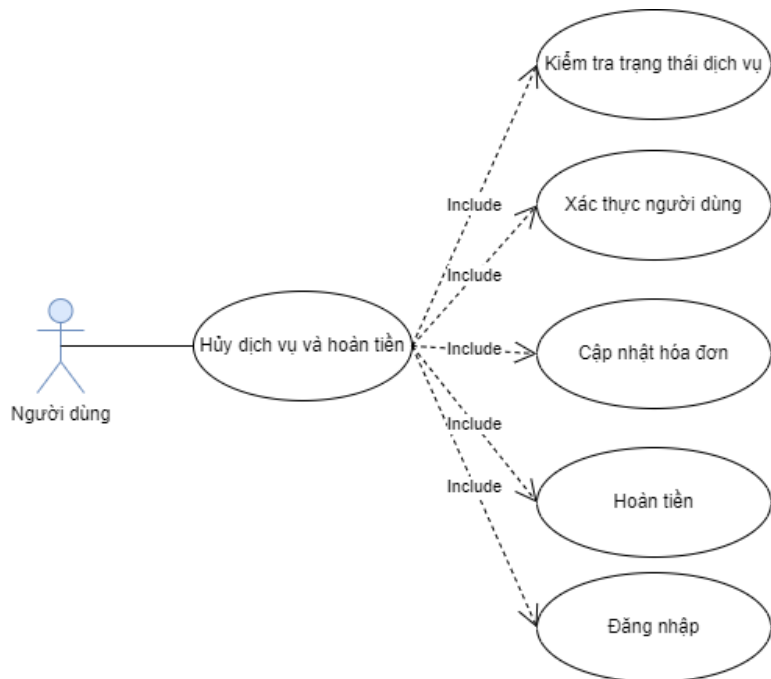 Kiểm tra trạng thái dịch vụ
Include
Xác thực người dùng
Include
Hủy dịch vụ và hoàn tiền
Include
Cập nhật hóa đơn
Người dùng
Include
Include
Hoàn tiền
Đăng nhập